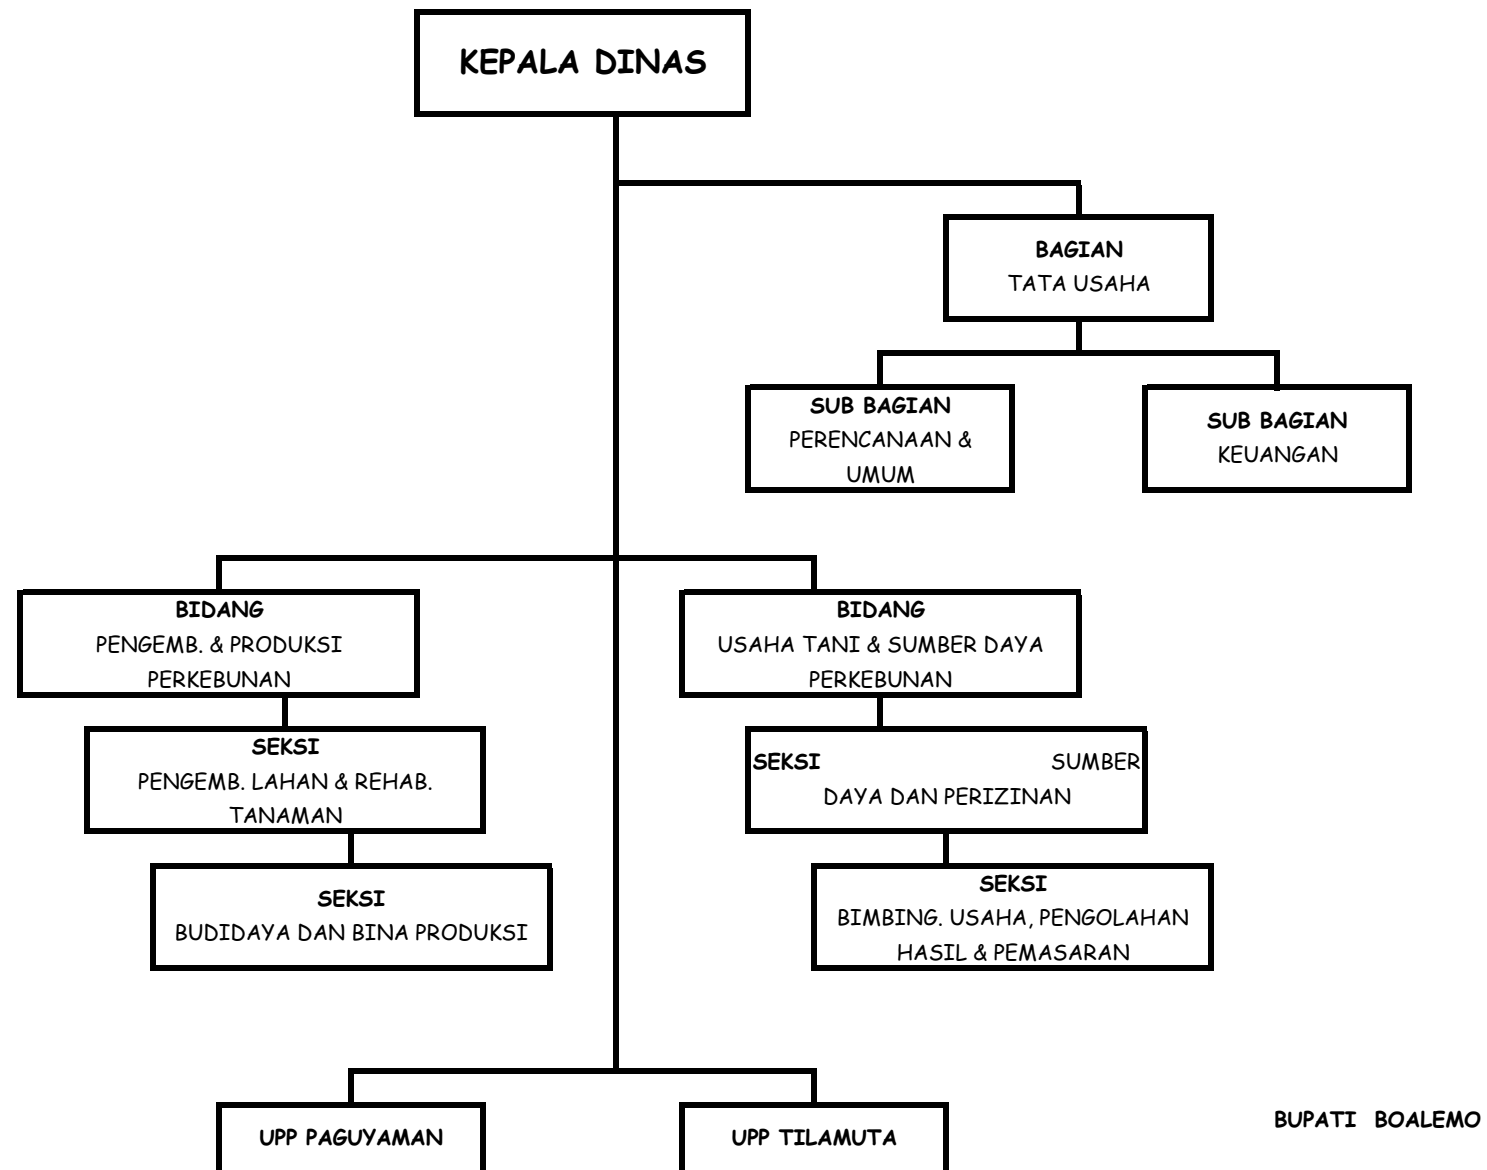 KEPALA DINAS
BAGIAN
TATA USAHA
SUB BAGIAN
PERENCANAAN &
UMUM
SUB BAGIAN
KEUANGAN
BIDANG
PENGEMB. & PRODUKSI
PERKEBUNAN
BIDANG
USAHA TANI & SUMBER DAYA
PERKEBUNAN
SEKSI
PENGEMB. LAHAN & REHAB.
TANAMAN
SEKSI SUMBER
DAYA DAN PERIZINAN
SEKSI
BUDIDAYA DAN BINA PRODUKSI
SEKSI
BIMBING. USAHA, PENGOLAHAN
HASIL & PEMASARAN
UPP PAGUYAMAN
UPP TILAMUTA
BUPATI BOALEMO